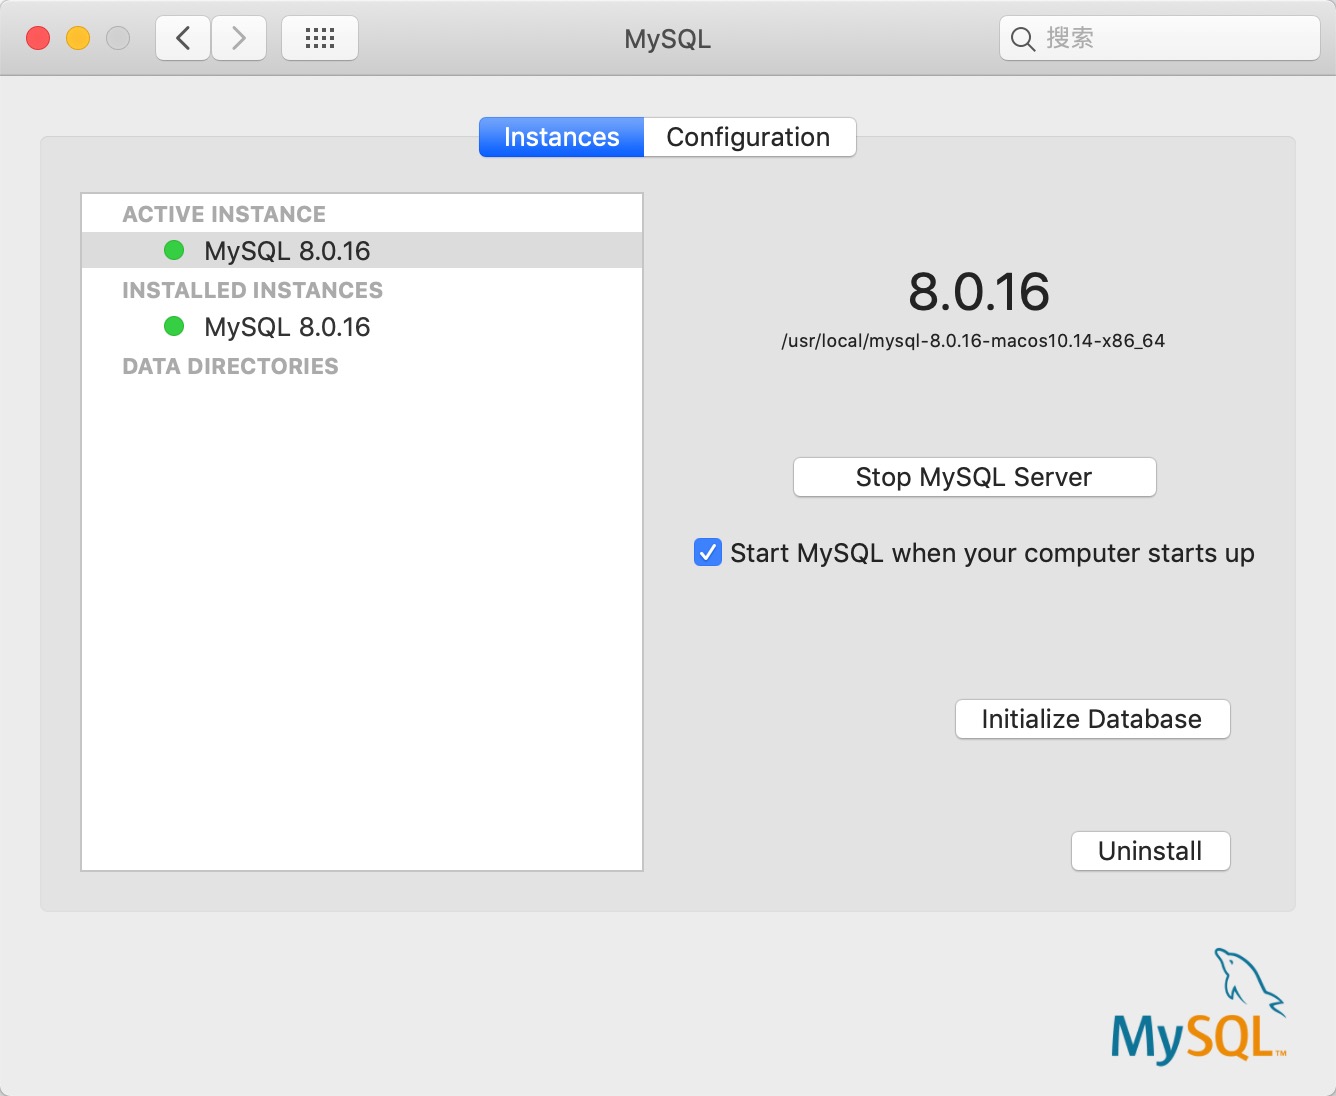 MySQL
搜索
Instances
Configuration
ACTIVE INSTANCE
MySQL 8.0.16
INSTALLED INSTANCES
MySQL 8.0.16
DATA DIRECTORIES
8.0.16
/usr/local/mysql-8.0.16-macos10.14-x86_64
Stop MySQL Server
Start MySQL when your computer starts up
Initialize Database
Uninstall
MySQL™